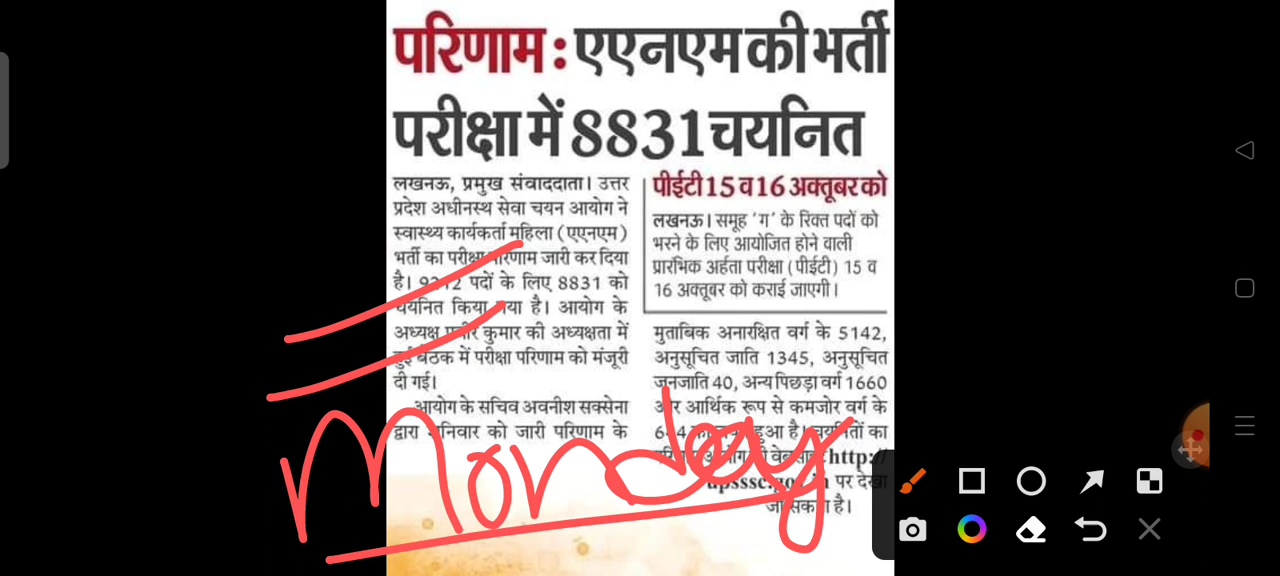 परिणाम : एएनएम की भर्ती
परीक्षा में 8831 चयनित
लखनऊ, प्रमुख संवाददाता। उत्तर
प्रदेश अधीनस्थ सेवा चयन आयोग ने
स्वास्थ्य कार्यकर्ता महिला (एएनएम)
भर्ती का परीक्षा परिणाम जारी कर दिया
है। पदों के लिए 8831 को
चयनित किया गया है। आयोग के
अध्यक्ष कुमार की अध्यक्षता में
हुई बैठक में परीक्षा परिणाम को मंजूरी
दी गई।
आयोग के सचिव अवनीश सक्सेना
द्वारा शनिवार को जारी परिणाम के
पीईटी 15 व 16 अक्तूबर को
लखनऊ। समूह ‘ग’ के रिक्त पदों को
भरने के लिए आयोजित होने वाली
प्रारंभिक अर्हता परीक्षा (पीईटी) 15 व
16 अक्तूबर को कराई जाएगी।
मुताबिक अनारक्षित वर्ग के 5142,
अनुसूचित जाति 1345, अनुसूचित
जनजाति 40, अन्य पिछड़ा वर्ग 1660
और आर्थिक रूप से कमजोर वर्ग के
हुआ है। चयनितों का
http://
पर देखा
जा सकता है।
Monday